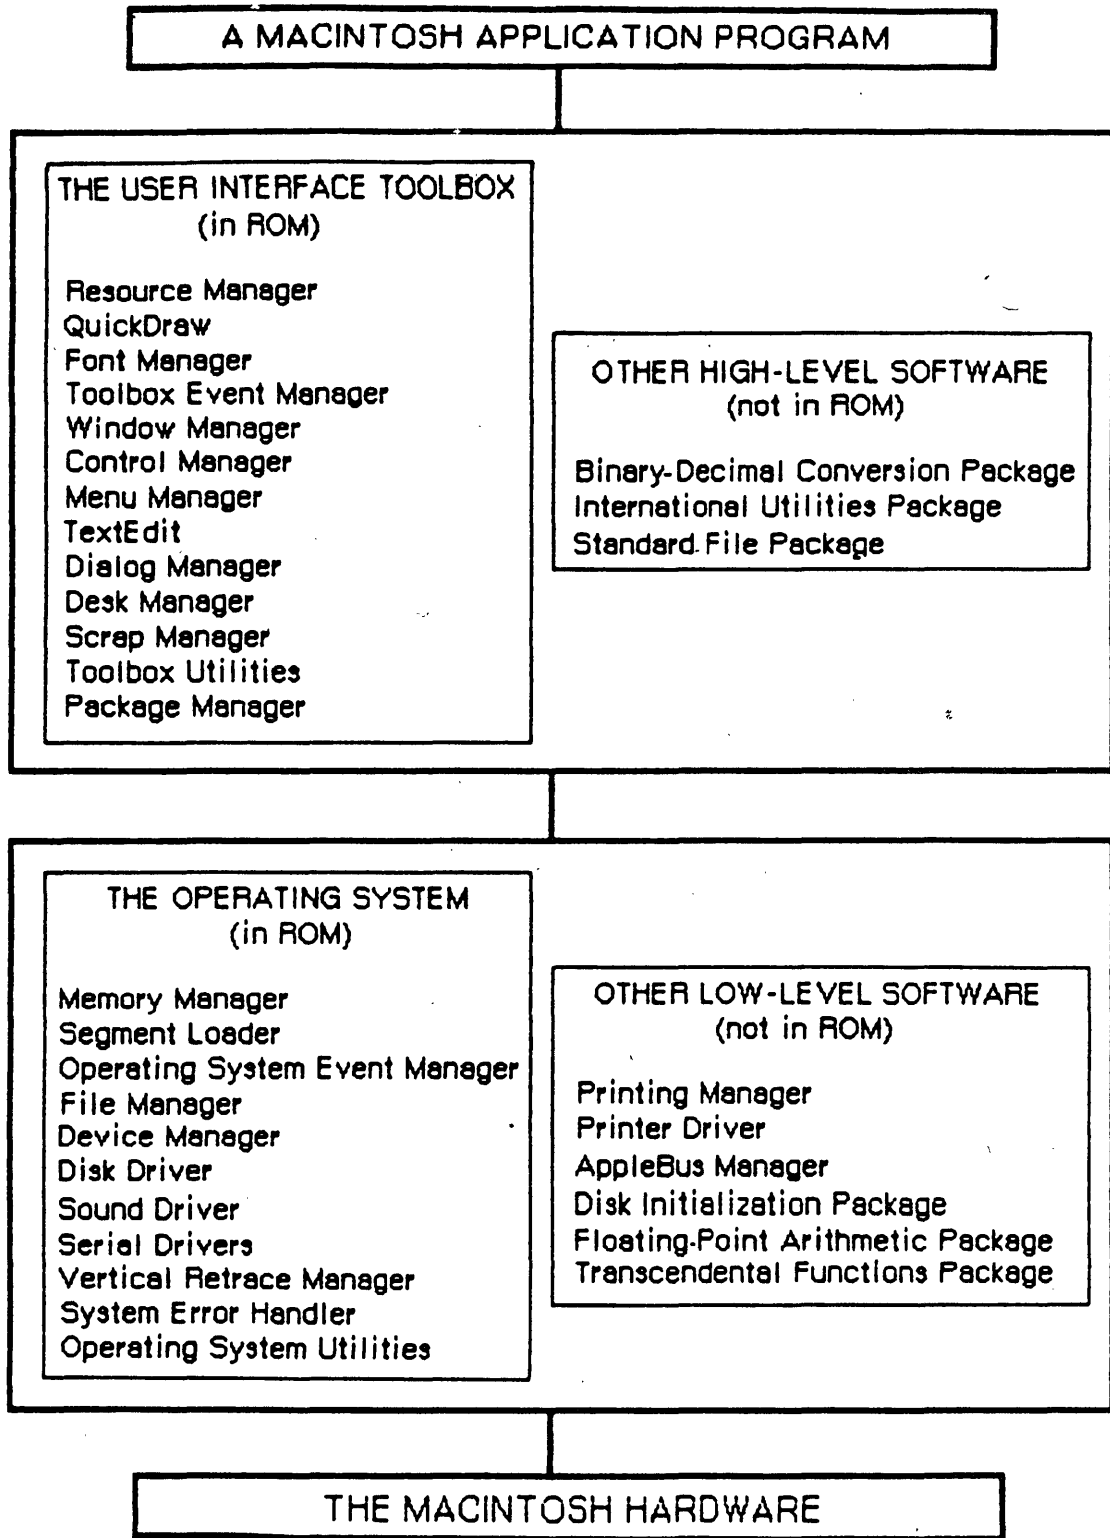 A MACINTOSH APPLICATION PROGRAM
THE USER INTERFACE TOOLBOX
(in ROM)
Resource Manager
QuickDraw
Font Manager
Toolbox Event Manager
Window Manager
Control Manager
Menu Manager
TextEdit
Dialog Manager
Desk Manager
Scrap Manager
Toolbox Utilities
Package Manager
OTHER HIGH-LEVEL SOFTWARE
(not in ROM)
Binary-Decimal Conversion Package
International Utilities Package
Standard File Package
THE OPERATING SYSTEM
(in ROM)
Memory Manager
Segment Loader
Operating System Event Manager
File Manager
Device Manager
Disk Driver
Sound Driver
Serial Drivers
Vertical Retrace Manager
System Error Handler
Operating System Utilities
OTHER LOW-LEVEL SOFTWARE
(not in ROM)
Printing Manager
Printer Driver
AppleBus Manager
Disk Initialization Package
Floating-Point Arithmetic Package
Transcendental Functions Package
THE MACINTOSH HARDWARE